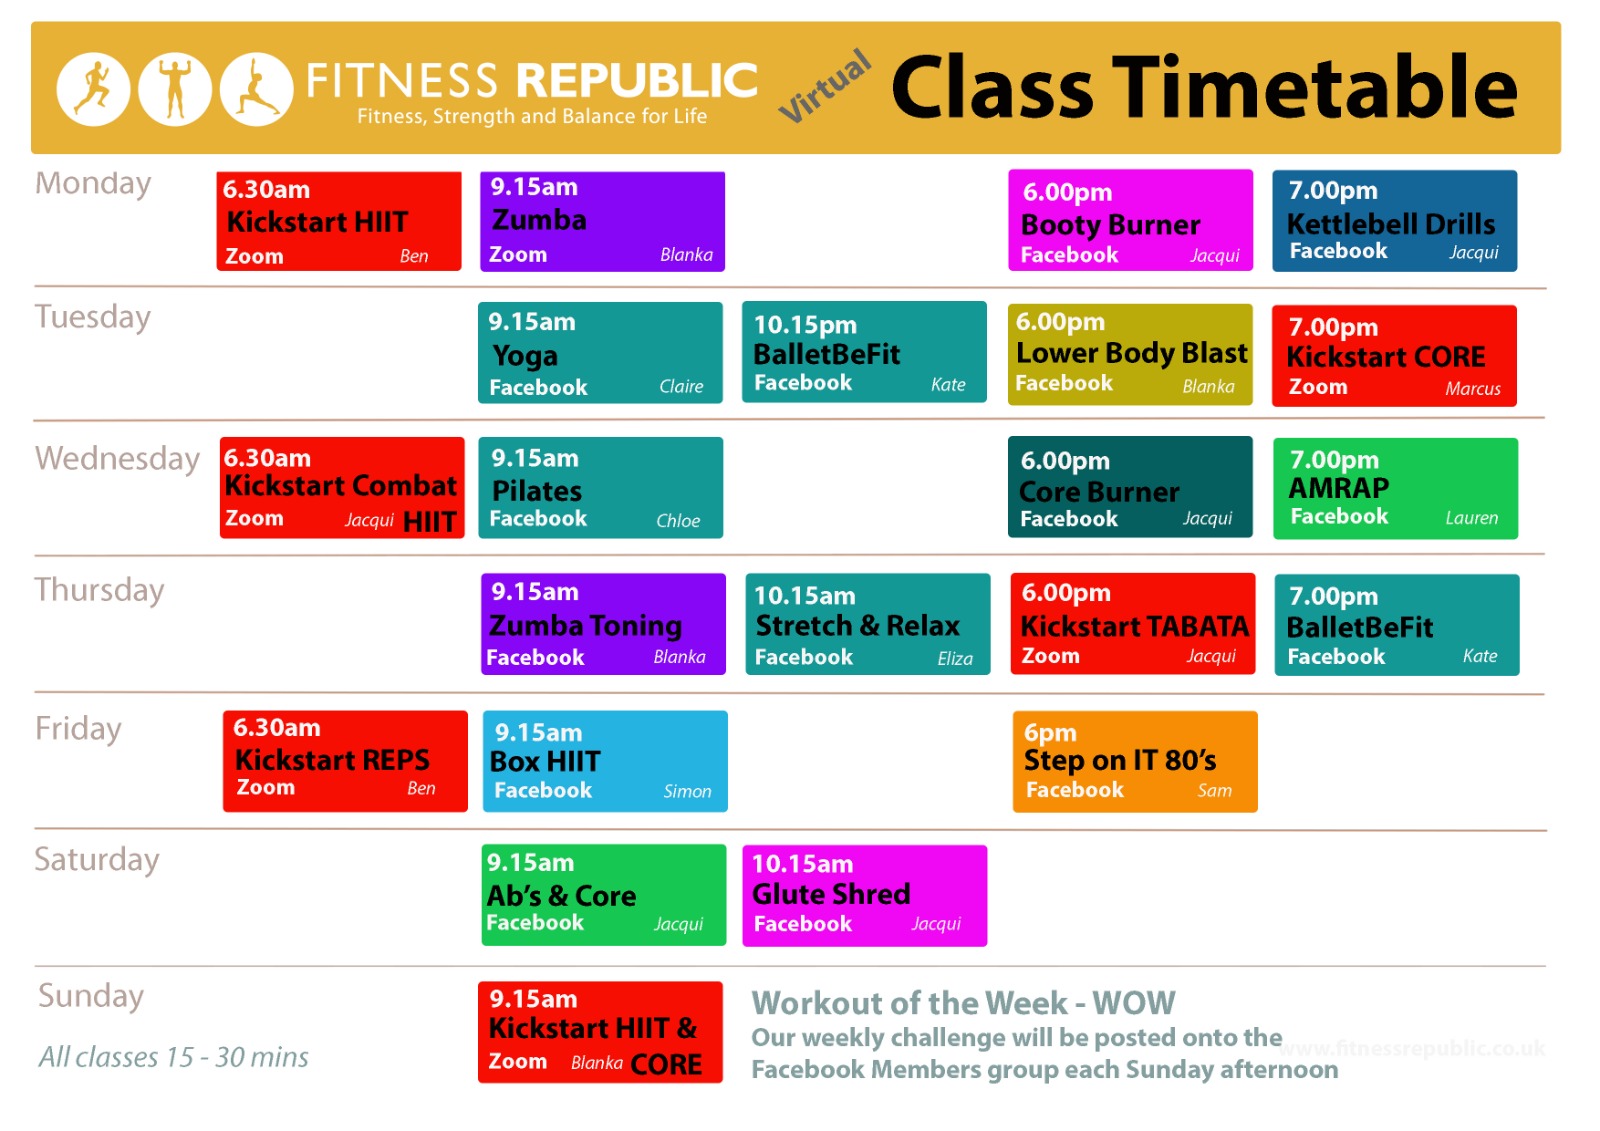 FITNESS REPUBLIC
Fitness, Strength and Balance for Life
Virtual
Class Timetable
Monday
6.30am
Kickstart HIIT
Zoom Ben
9.15am
Zumba
Zoom Blanka
6.00pm
Booty Burner
Facebook Jacqui
7.00pm
Kettlebell Drills
Facebook Jacqui
Tuesday
9.15am
Yoga
Facebook Claire
10.15pm
BalletBeFit
Facebook Kate
6.00pm
Lower Body Blast
Facebook Blanka
7.00pm
Kickstart CORE
Zoom Marcus
Wednesday
6.30am
Kickstart Combat
Zoom Jacqui HIIT
9.15am
Pilates
Facebook Chloe
6.00pm
Core Burner
Facebook Jacqui
7.00pm
AMRAP
Facebook Lauren
Thursday
9.15am
Zumba Toning
Facebook Blanka
10.15am
Stretch & Relax
Facebook Eliza
6.00pm
Kickstart TABATA
Zoom Jacqui
7.00pm
BalletBeFit
Facebook Kate
Friday
6.30am
Kickstart REPS
Zoom Ben
9.15am
Box HIIT
Facebook Simon
6pm
Step on IT 80’s
Facebook Sam
Saturday
9.15am
Ab’s & Core
Facebook Jacqui
10.15am
Glute Shred
Facebook Jacqui
Sunday
All classes 15 - 30 mins
9.15am
Kickstart HIIT &
Zoom Blanka CORE
Workout of the Week - WOW
Our weekly challenge will be posted onto the
Facebook Members group each Sunday afternoon
www.fitnessrepublic.co.uk